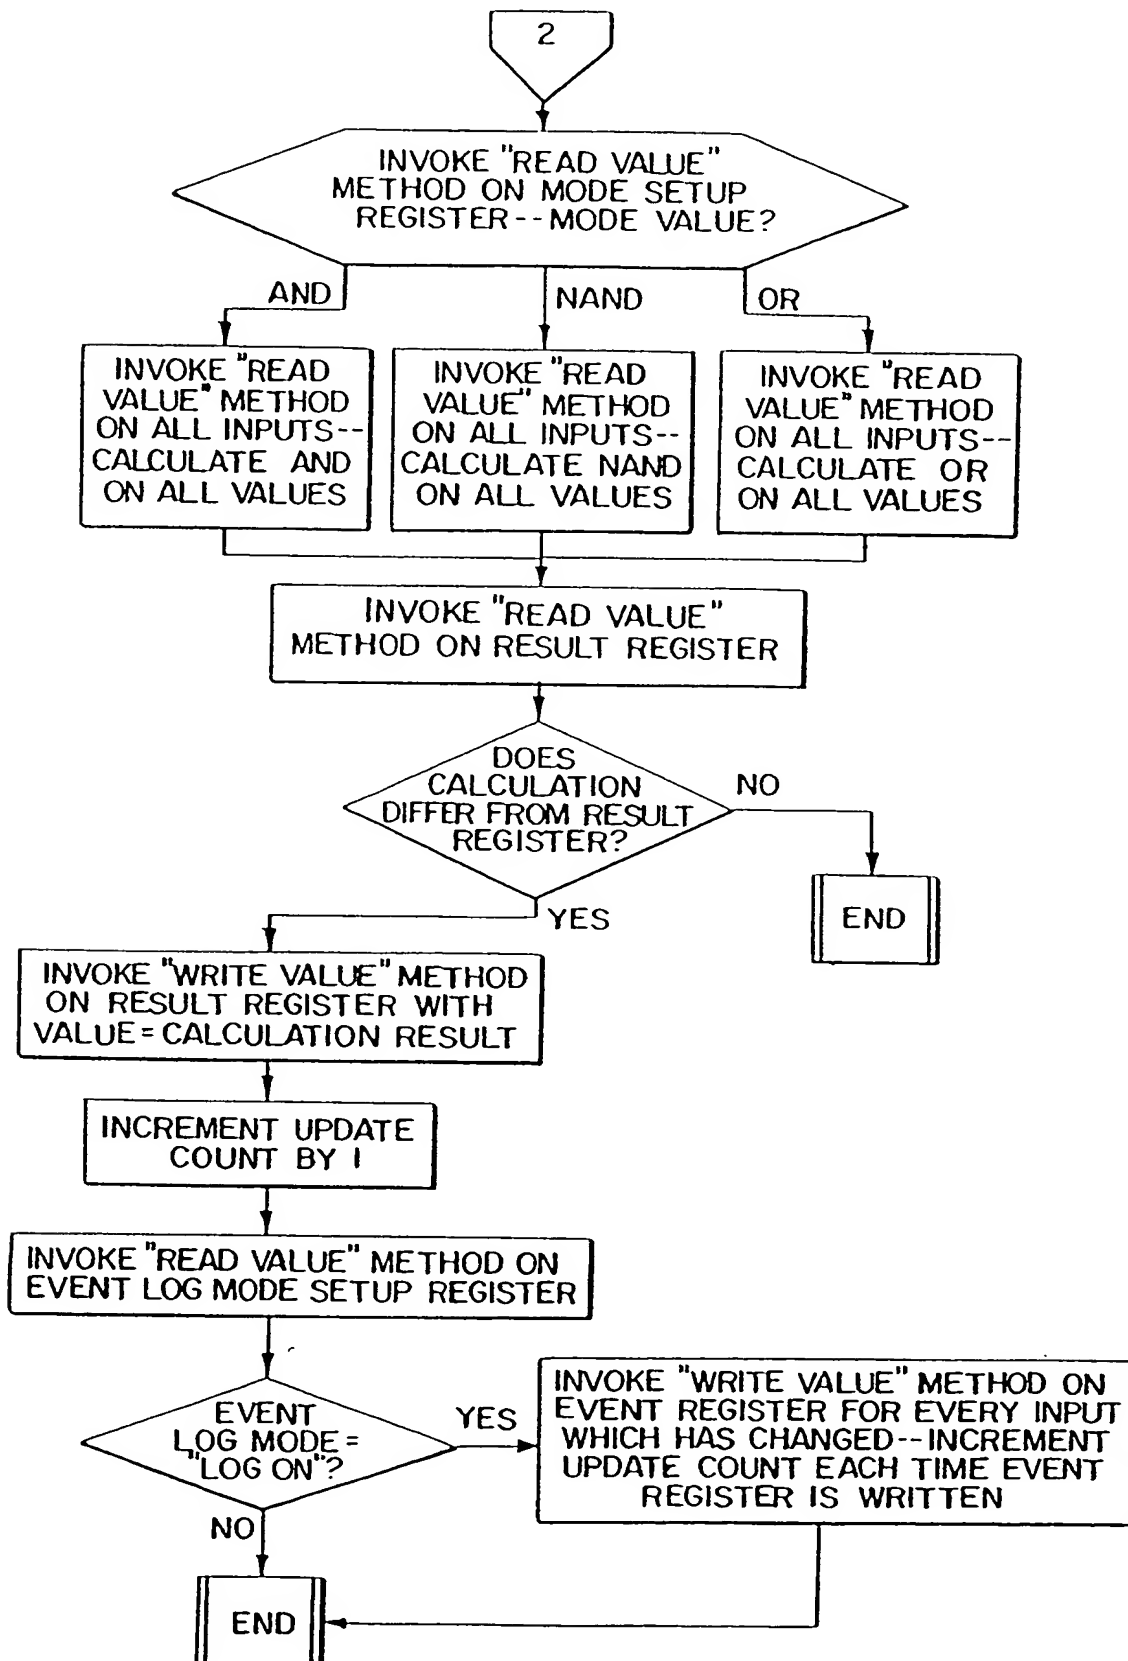 2
INVOKE "READ VALUE"
METHOD ON MODE SETUP
REGISTER--MODE VALUE?
AND
NAND
OR
INVOKE "READ
VALUE" METHOD
ON ALL INPUTS--
CALCULATE AND
ON ALL VALUES
INVOKE "READ
VALUE" METHOD
ON ALL INPUTS--
CALCULATE NAND
ON ALL VALUES
INVOKE "READ
VALUE" METHOD
ON ALL INPUTS--
CALCULATE OR
ON ALL VALUES
INVOKE "READ VALUE"
METHOD ON RESULT REGISTER
DOES
CALCULATION
DIFFER FROM RESULT
REGISTER?
NO
END
YES
INVOKE "WRITE VALUE" METHOD
ON RESULT REGISTER WITH
VALUE=CALCULATION RESULT
INCREMENT UPDATE
COUNT BY 1
INVOKE "READ VALUE" METHOD ON
EVENT LOG MODE SETUP REGISTER
EVENT
LOG MODE=
"LOG ON"?
YES
INVOKE "WRITE VALUE" METHOD ON
EVENT REGISTER FOR EVERY INPUT
WHICH HAS CHANGED--INCREMENT
UPDATE COUNT EACH TIME EVENT
REGISTER IS WRITTEN
NO
END